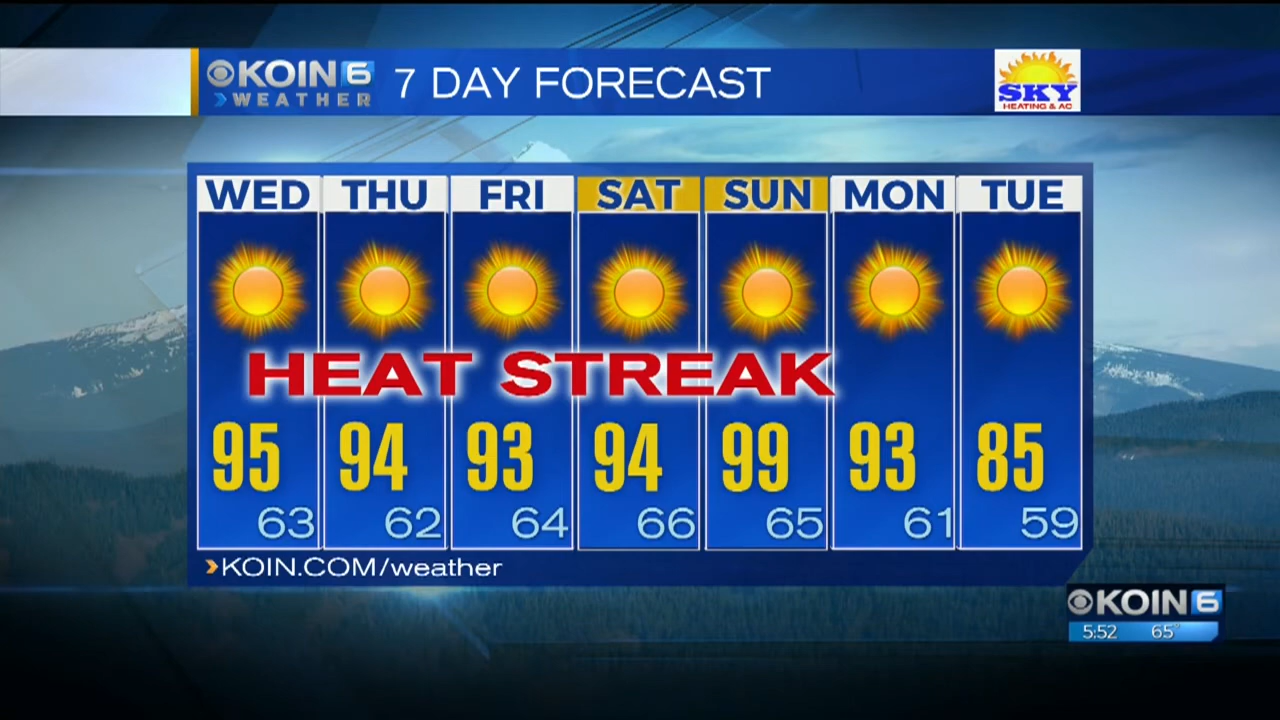 KOIN 6
WEATHER
7 DAY FORECAST
SKY
HEATING & AC
WED THU FRI SAT SUN MON TUE
HEAT STREAK
95 94 93 94 99 93 85
63 62 64 66 65 61 59
KOIN.COM/weather
KOIN 6
5:52 65°